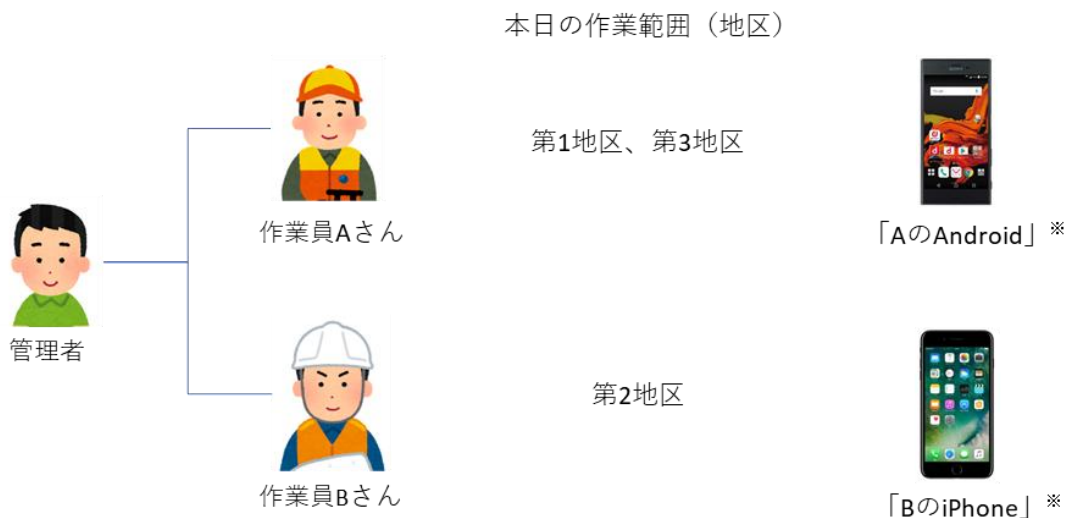 本日の作業範囲（地区）
第1地区、第3地区
作業員Aさん
「AのAndroid」※
管理者
第2地区
作業員Bさん
「BのiPhone」※